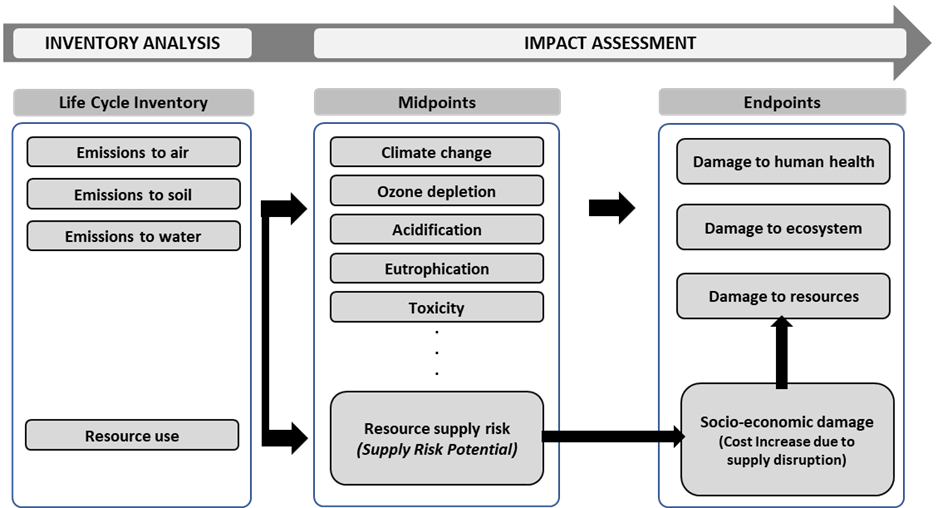 INVENTORY ANALYSIS
IMPACT ASSESSMENT
Life Cycle Inventory
Emissions to air
Emissions to soil
Emissions to water
Resource use
Midpoints
Climate change
Ozone depletion
Acidification
Eutrophication
Toxicity
.
.
.
Resource supply risk
(Supply Risk Potential)
Endpoints
Damage to human health
Damage to ecosystem
Damage to resources
Socio-economic damage
(Cost Increase due to
supply disruption)